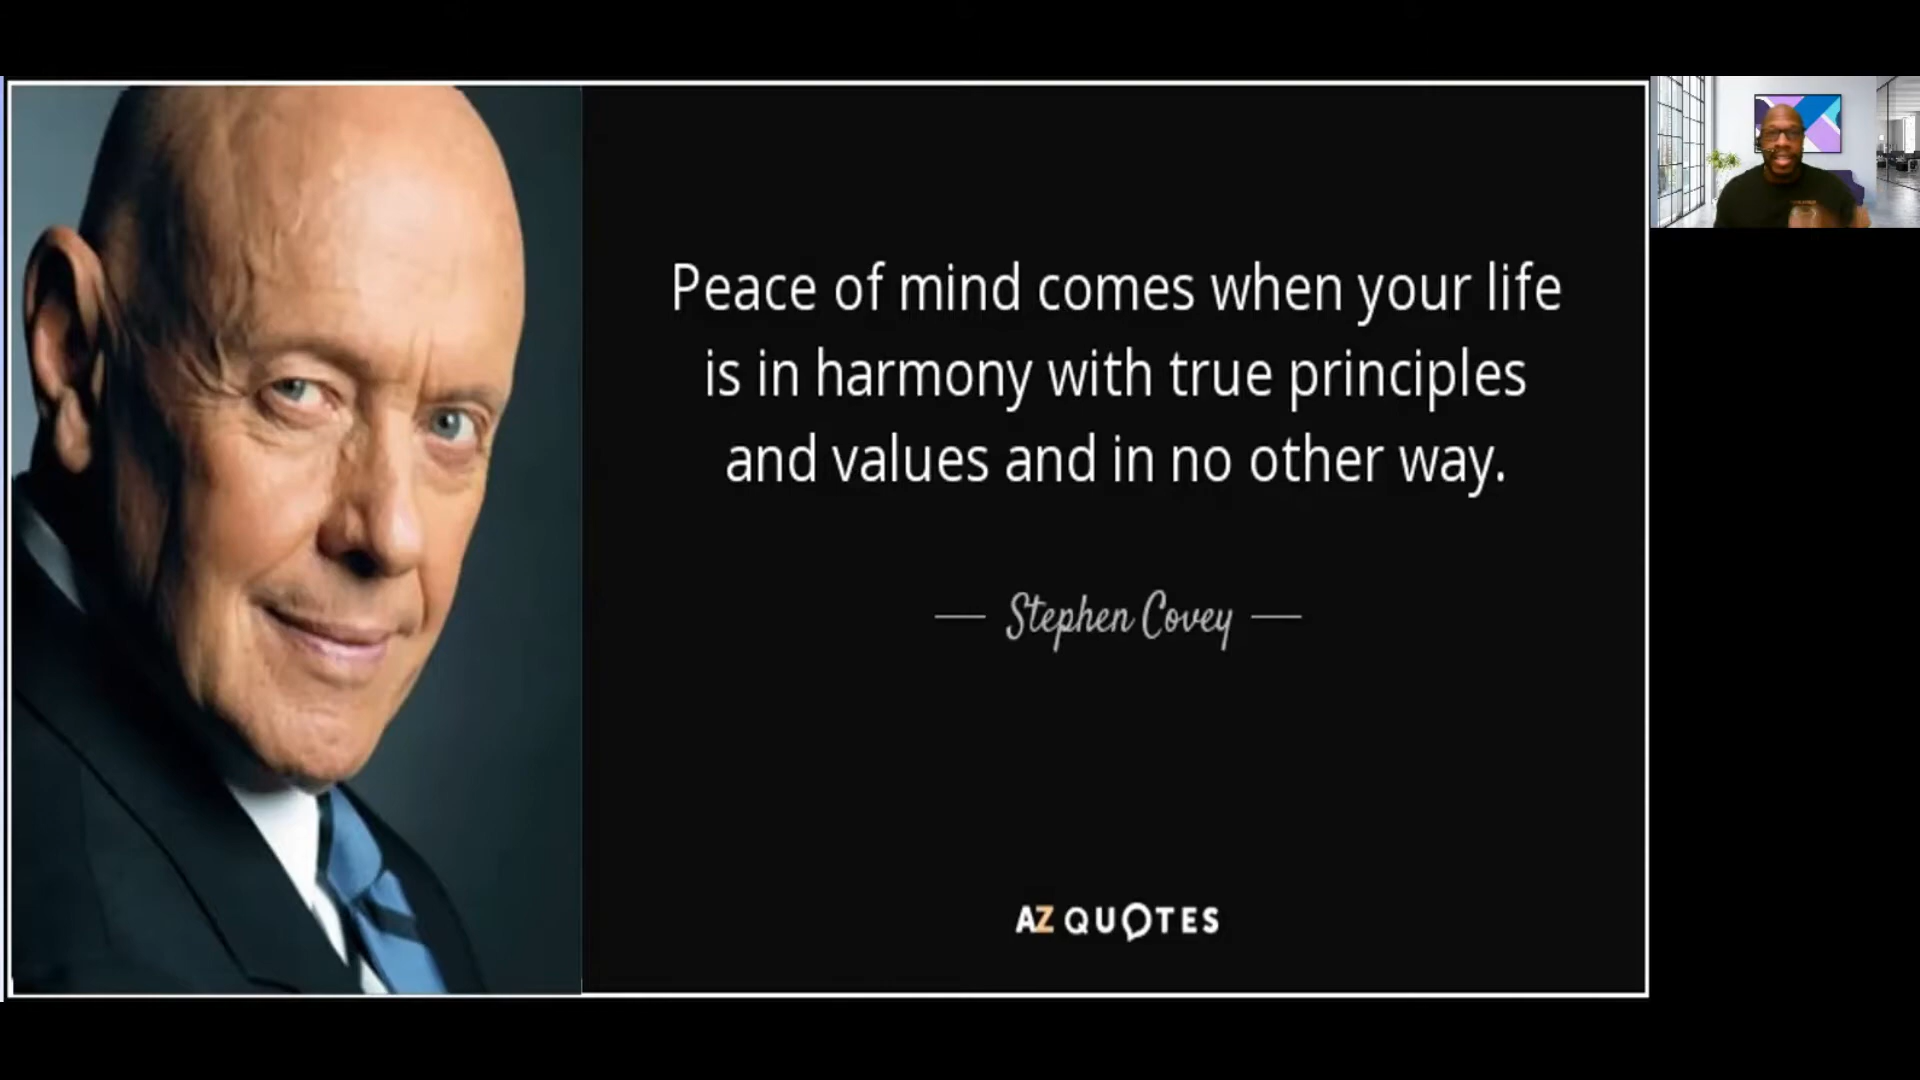 Peace of mind comes when your life
is in harmony with true principles
and values and in no other way.
Stephen Covey
AZ QUOTES